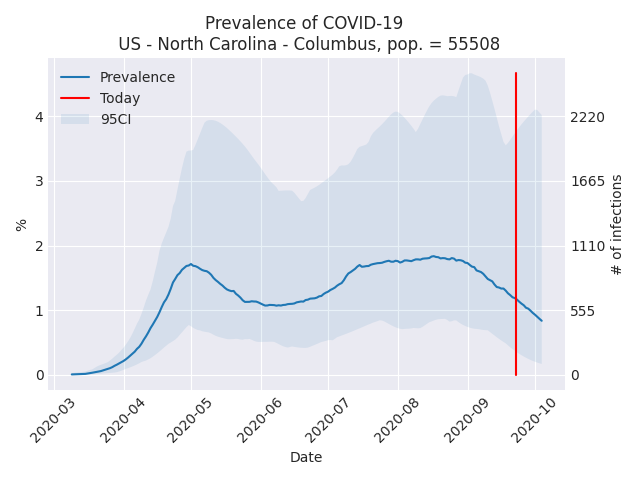 Prevalence of COVID-19
US - North Carolina - Columbus, pop. = 55508
Prevalence
Today
95CI
4
3
2
1
0
%
2220
1665
1110
555
0
# of infections
2020-03
2020-04
2020-05
2020-06
2020-07
2020-08
2020-09
2020-10
Date